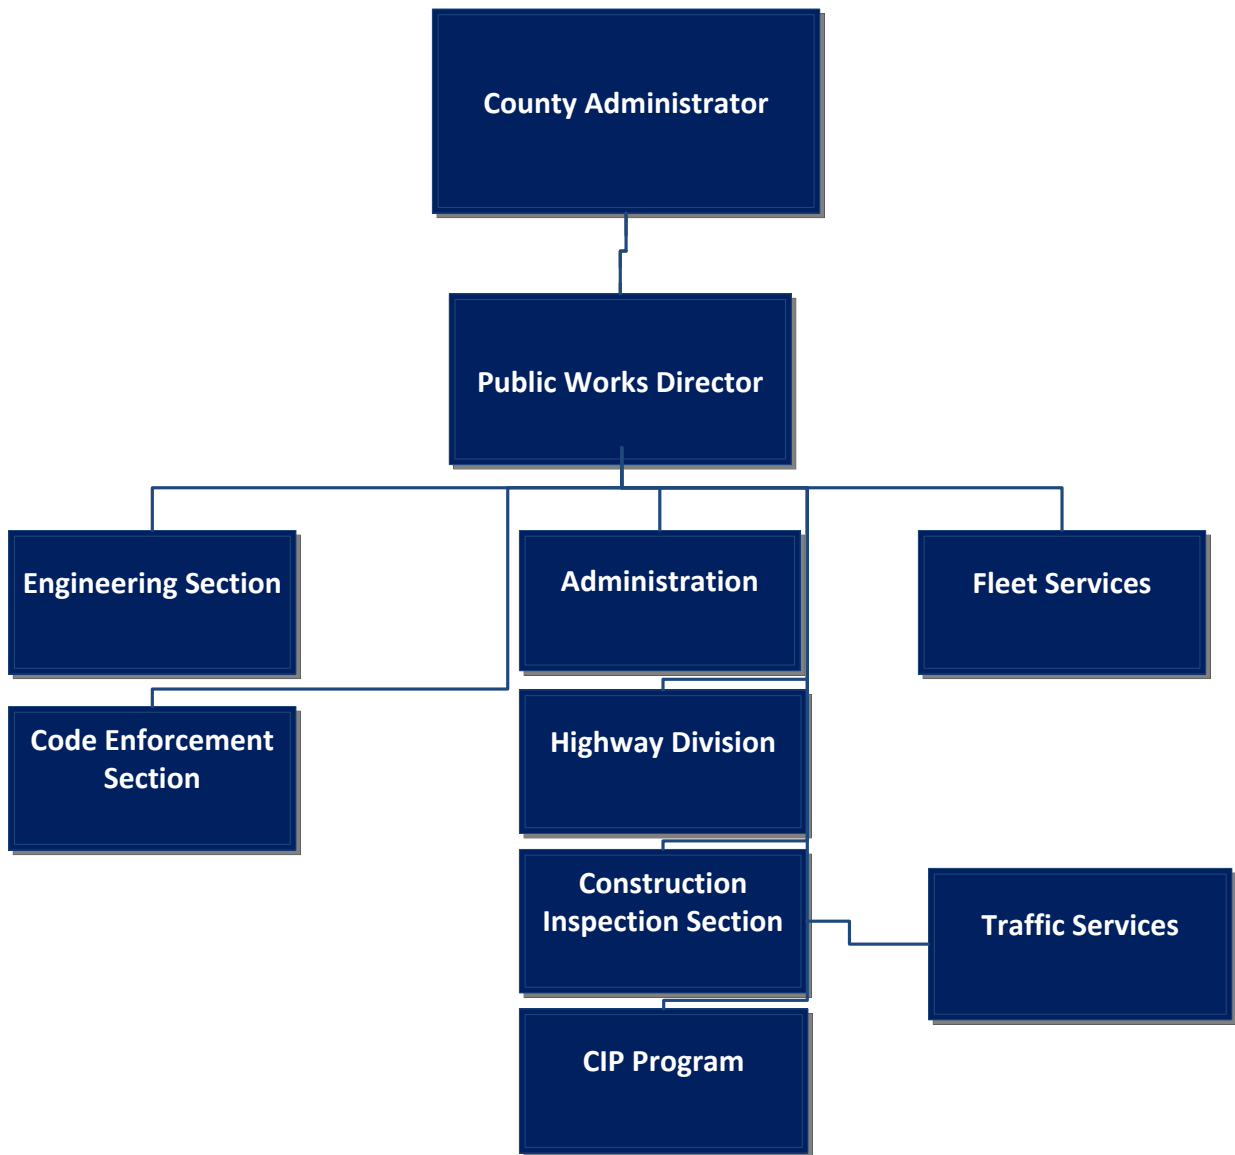 County Administrator
Public Works Director
Engineering Section
Administration
Fleet Services
Code Enforcement
Section
Highway Division
Construction
Inspection Section
Traffic Services
CIP Program